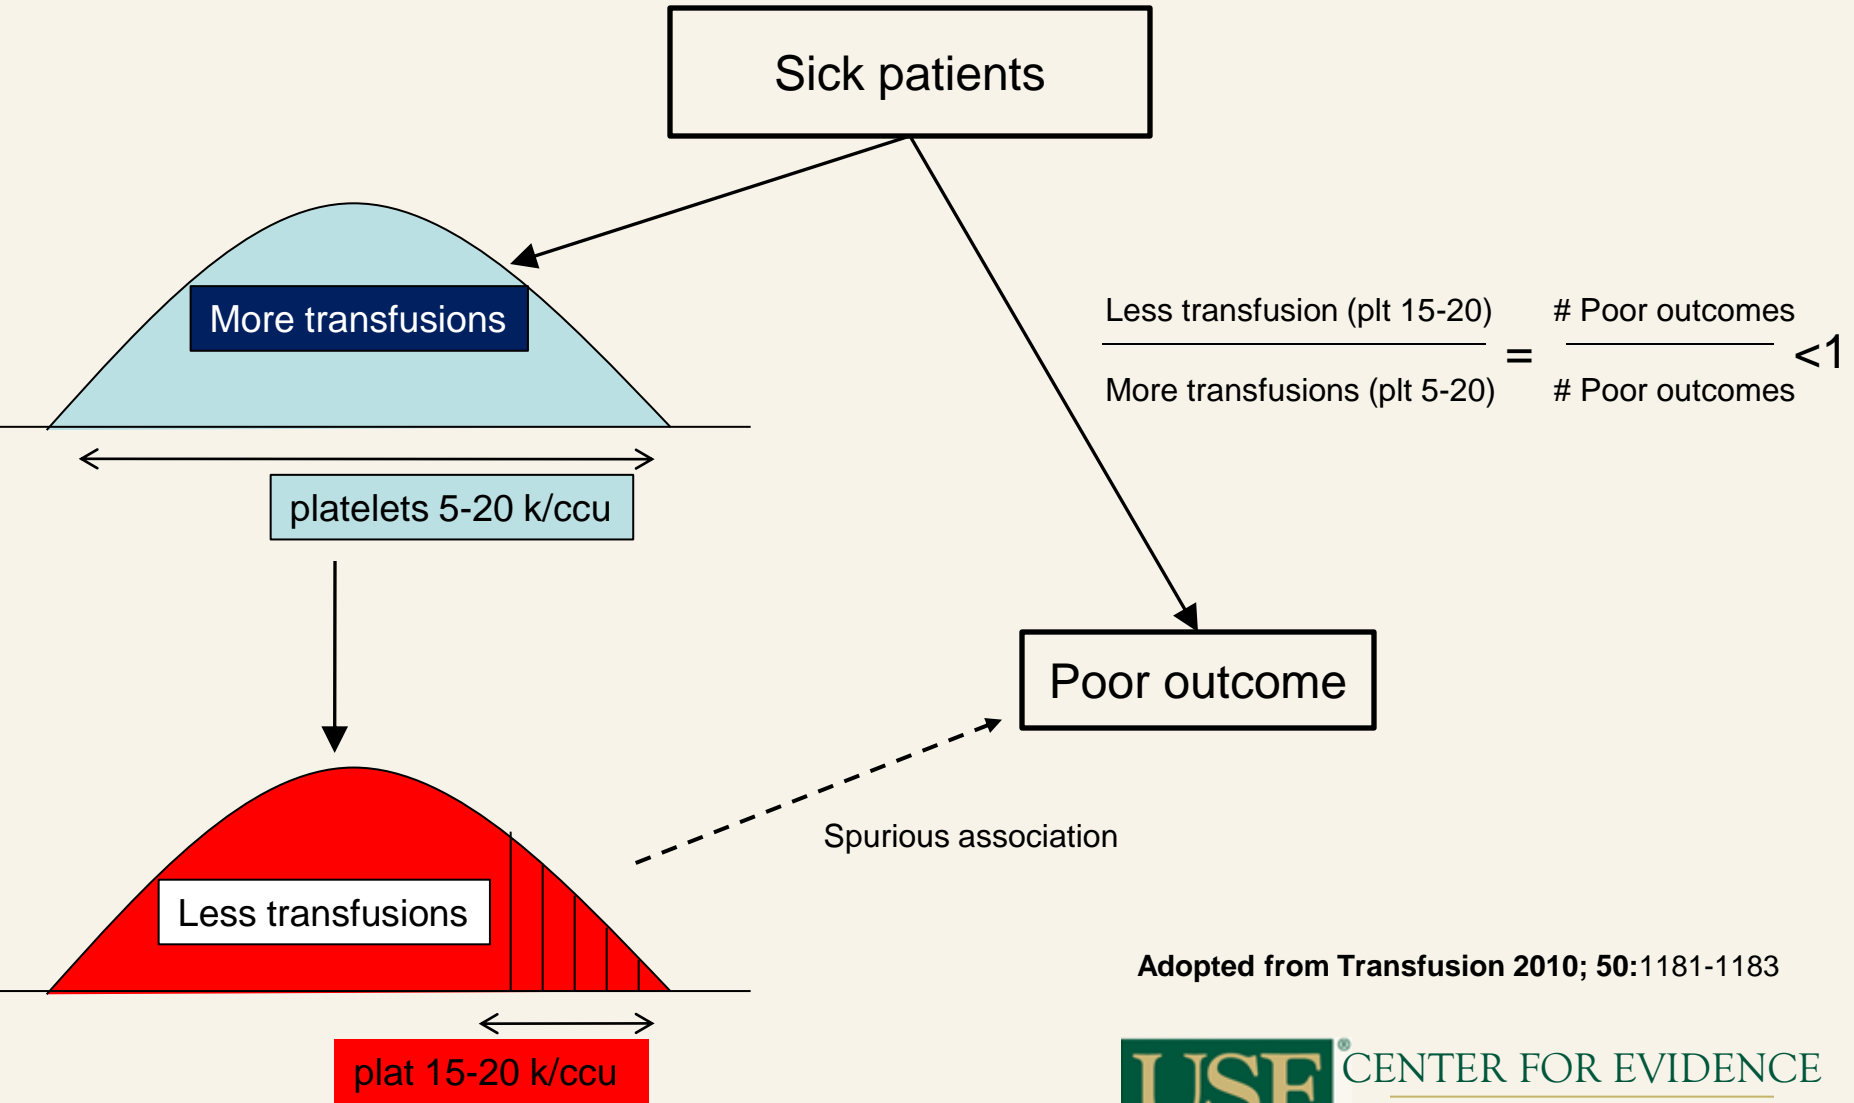 Sick patients
More transfusions
Less transfusion (plt 15-20)
# Poor outcomes
=
<1
More transfusions (plt 5-20)
# Poor outcomes
platelets 5-20 k/ccu
Poor outcome
Spurious association
Less transfusions
Adopted from Transfusion 2010; 50:1181-1183
plat 15-20 k/ccu
USF
® CENTER FOR EVIDENCE